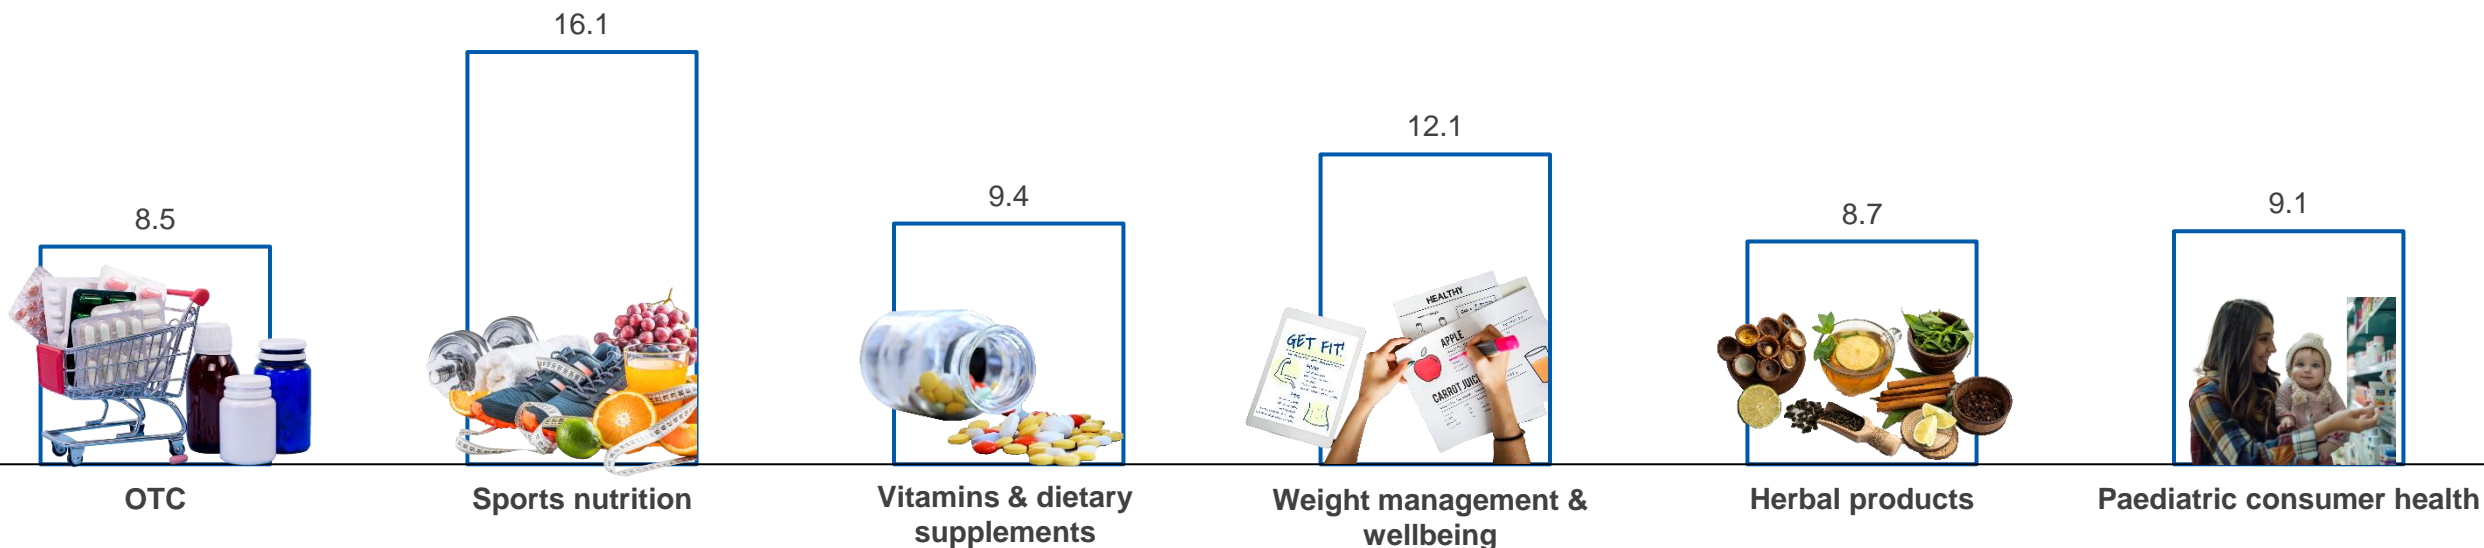 16.1
12.1
9.4
8.5
8.7
9.1
GET FIT!
HEALTHY
APPLE
CARROT JUICE
OTC
Sports nutrition
Vitamins & dietary
supplements
Weight management &
wellbeing
Herbal products
Paediatric consumer health